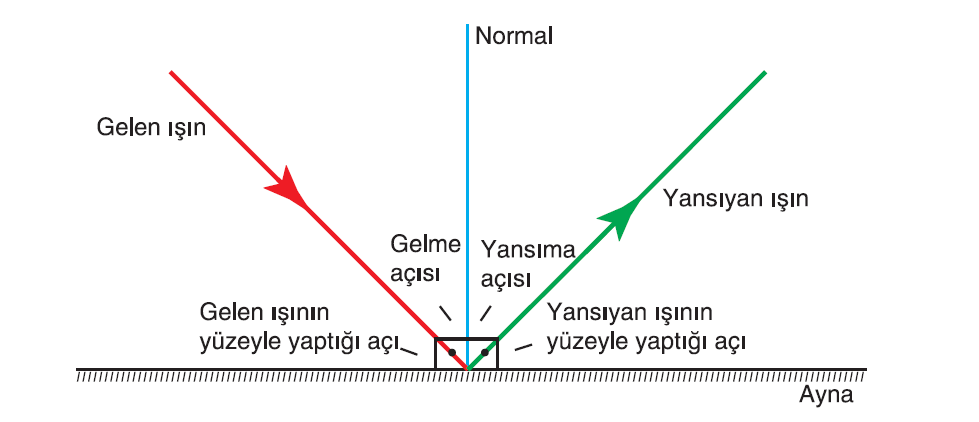 Normal
Gelen ışın
Yansıyan ışın
Gelme
açısı
Yansıma
açısı
Gelen ışının
yüzeyle yaptığı açı
Yansıyan ışının
yüzeyle yaptığı açı
Ayna